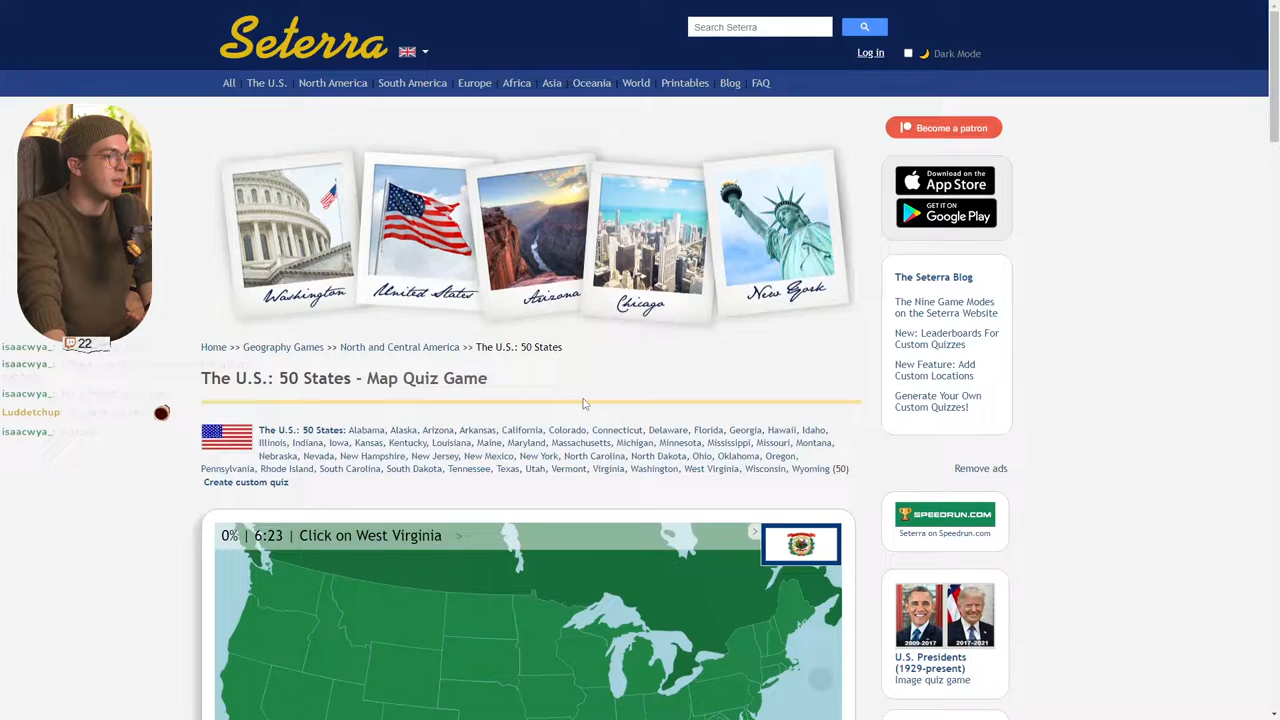 Seterra
Search Seterra
Log in
Dark Mode
All The U.S. North America South America Europe Africa Asia Oceania World Printables Blog FAQ
Become a patron
Download on the
App Store
GET IT ON
Google Play
Washington
United States
Arizona
Chicago
New York
The Seterra Blog
The Nine Game Modes
on the Seterra Website
New: Leaderboards For
Custom Quizzes
New Feature: Add
Custom Locations
Generate Your Own
Custom Quizzes!
isaacwya_:
22
isaacwya_:
isaacwya_:
Luddetchup:
isaacwya_:
Home >> Geography Games >> North and Central America >> The U.S.: 50 States
The U.S.: 50 States - Map Quiz Game
The U.S.: 50 States: Alabama, Alaska, Arizona, Arkansas, California, Colorado, Connecticut, Delaware, Florida, Georgia, Hawaii, Idaho,
Illinois, Indiana, Iowa, Kansas, Kentucky, Louisiana, Maine, Maryland, Massachusetts, Michigan, Minnesota, Mississippi, Missouri, Montana,
Nebraska, Nevada, New Hampshire, New Jersey, New Mexico, New York, North Carolina, North Dakota, Ohio, Oklahoma, Oregon,
Pennsylvania, Rhode Island, South Carolina, South Dakota, Tennessee, Texas, Utah, Vermont, Virginia, Washington, West Virginia, Wisconsin, Wyoming (50)
Create custom quiz
Remove ads
0% | 6:23 | Click on West Virginia >
>
SPEEDRUN.COM
Seterra on Speedrun.com
2009-2017
2017-2021
U.S. Presidents
(1929-present)
Image quiz game